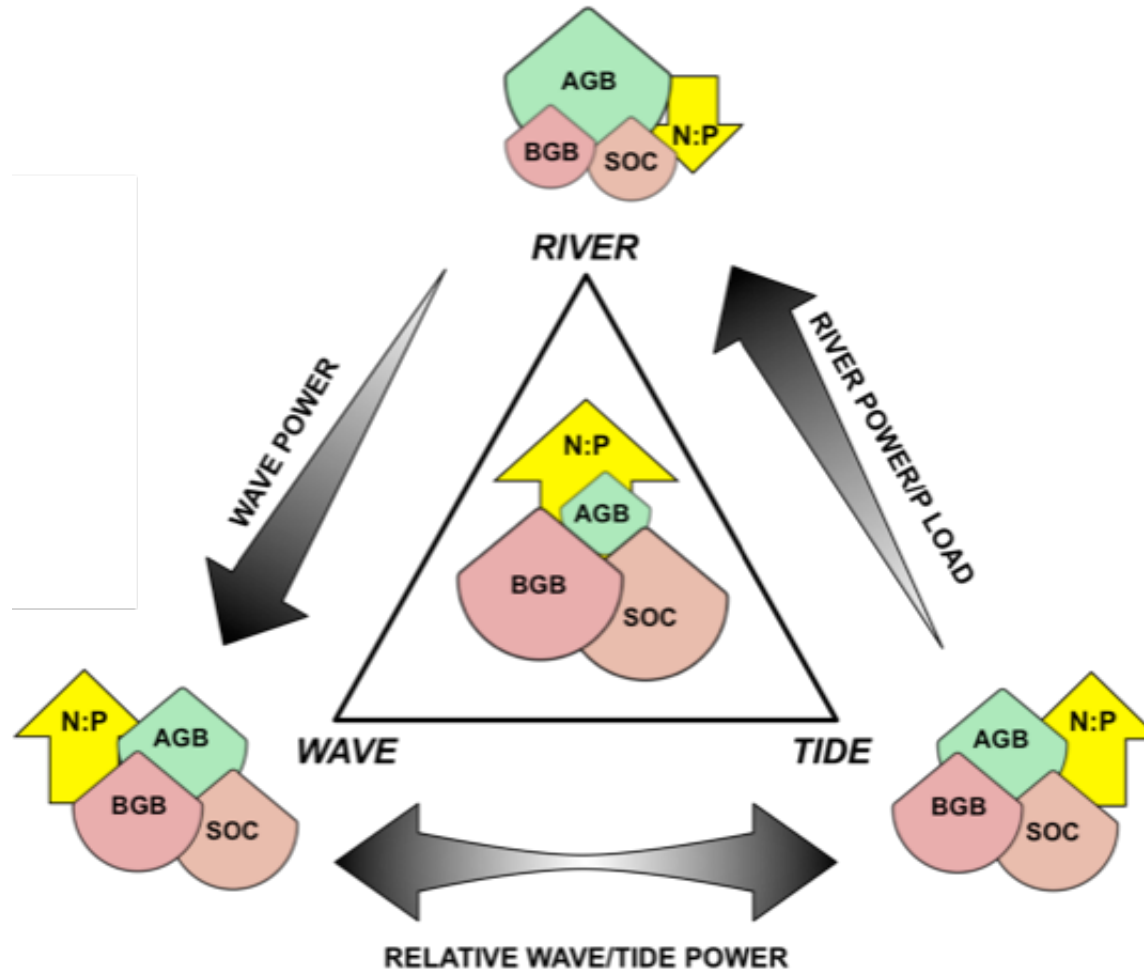 AGB
BGB
SOC
N:P
RIVER
WAVE POWER
RIVER POWER/P LOAD
N:P
AGB
BGB
SOC
WAVE
TIDE
N:P
AGB
BGB
SOC
AGB
N:P
BGB
SOC
RELATIVE WAVE/TIDE POWER